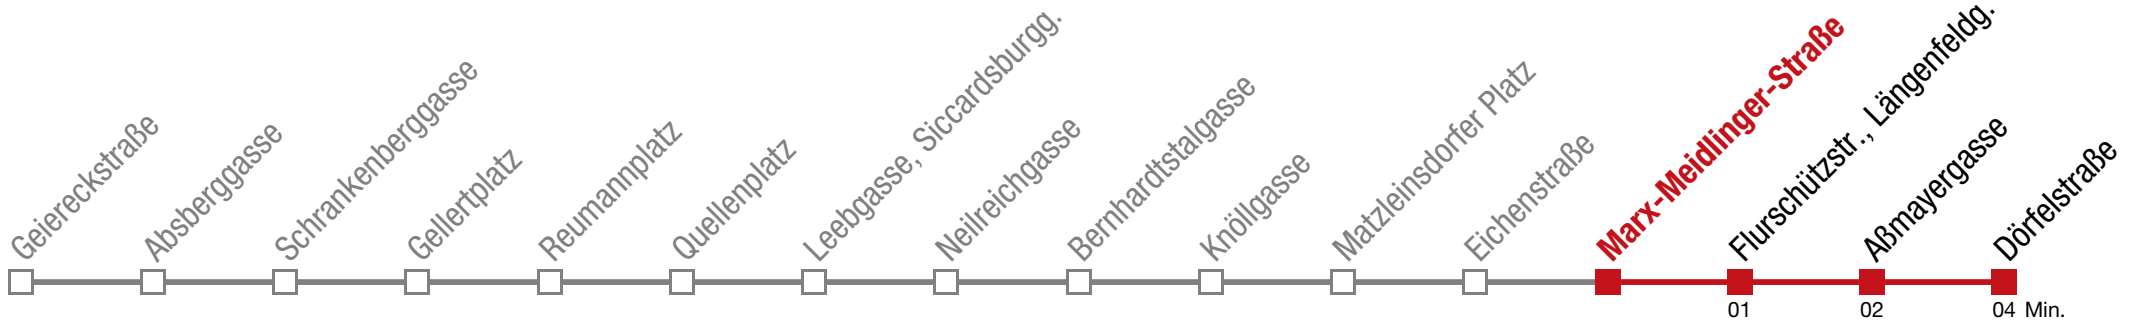 Geiereckstraße
Absberggasse
Schrankenberggasse
Gellertplatz
Reumannplatz
Quellenplatz
Leebgasse, Siccardsburgg.
Neilreichgasse
Bernhardtstalgasse
Knöllgasse
Matzleinsdorfer Platz
Eichenstraße
Marx-Meidlinger-Straße
Flurschützstr., Längenfeldg.
Aßmayergasse
Dörfelstraße
01 02 04 Min.